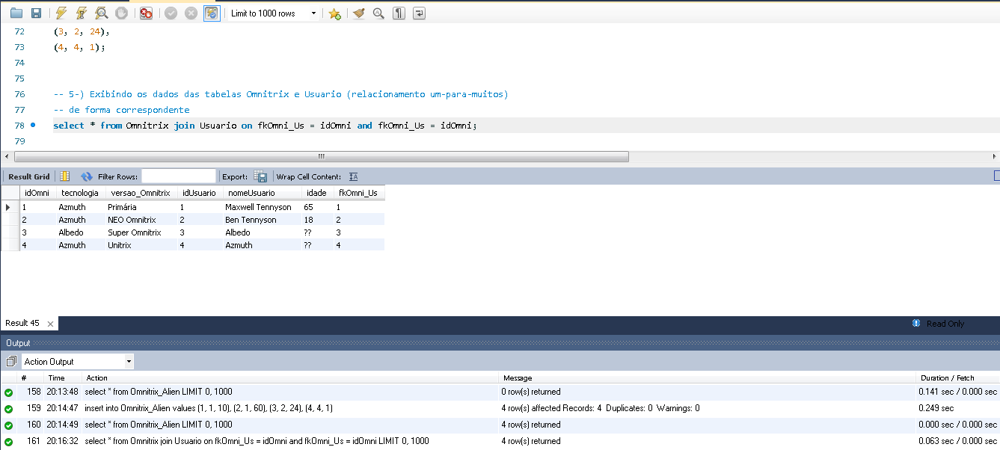 Limit to 1000 rows
72 (3, 2, 24),
73 (4, 4, 1);
74
75
76 -- 5-) Exibindo os dados das tabelas Omnitrix e Usuario (relacionamento um-para-muitos)
77 -- de forma correspondente
78 select * from Omnitrix join Usuario on fkOmni_Us = idOmni and fkOmni_Us = idOmni;
79
Result Grid Filter Rows: Export: Wrap Cell Content:
idOmni tecnologia versao_Omnitrix idUsuario nomeUsuario idade fkOmni_Us
1 Azmuth Primária 1 Maxwell Tennyson 65 1
2 Azmuth NEO Omnitrix 2 Ben Tennyson 18 2
3 Albedo Super Omnitrix 3 Albedo ?? 3
4 Azmuth Unitrix 4 Azmuth ?? 4
Result 45 Read Only
Output
Action Output
# Time Action Message Duration / Fetch
158 20:13:48 select * from Omnitrix_Alien LIMIT 0, 1000 0 row(s) returned 0.141 sec / 0.000 sec
159 20:14:47 insert into Omnitrix_Alien values (1, 1, 10), (2, 1, 60), (3, 2, 24), (4, 4, 1) 4 row(s) affected Records: 4 Duplicates: 0 Warnings: 0 0.249 sec
160 20:14:49 select * from Omnitrix_Alien LIMIT 0, 1000 4 row(s) returned 0.000 sec / 0.000 sec
161 20:16:32 select * from Omnitrix join Usuario on fkOmni_Us = idOmni and fkOmni_Us = idOmni LIMIT 0, 1000 4 row(s) returned 0.063 sec / 0.000 sec